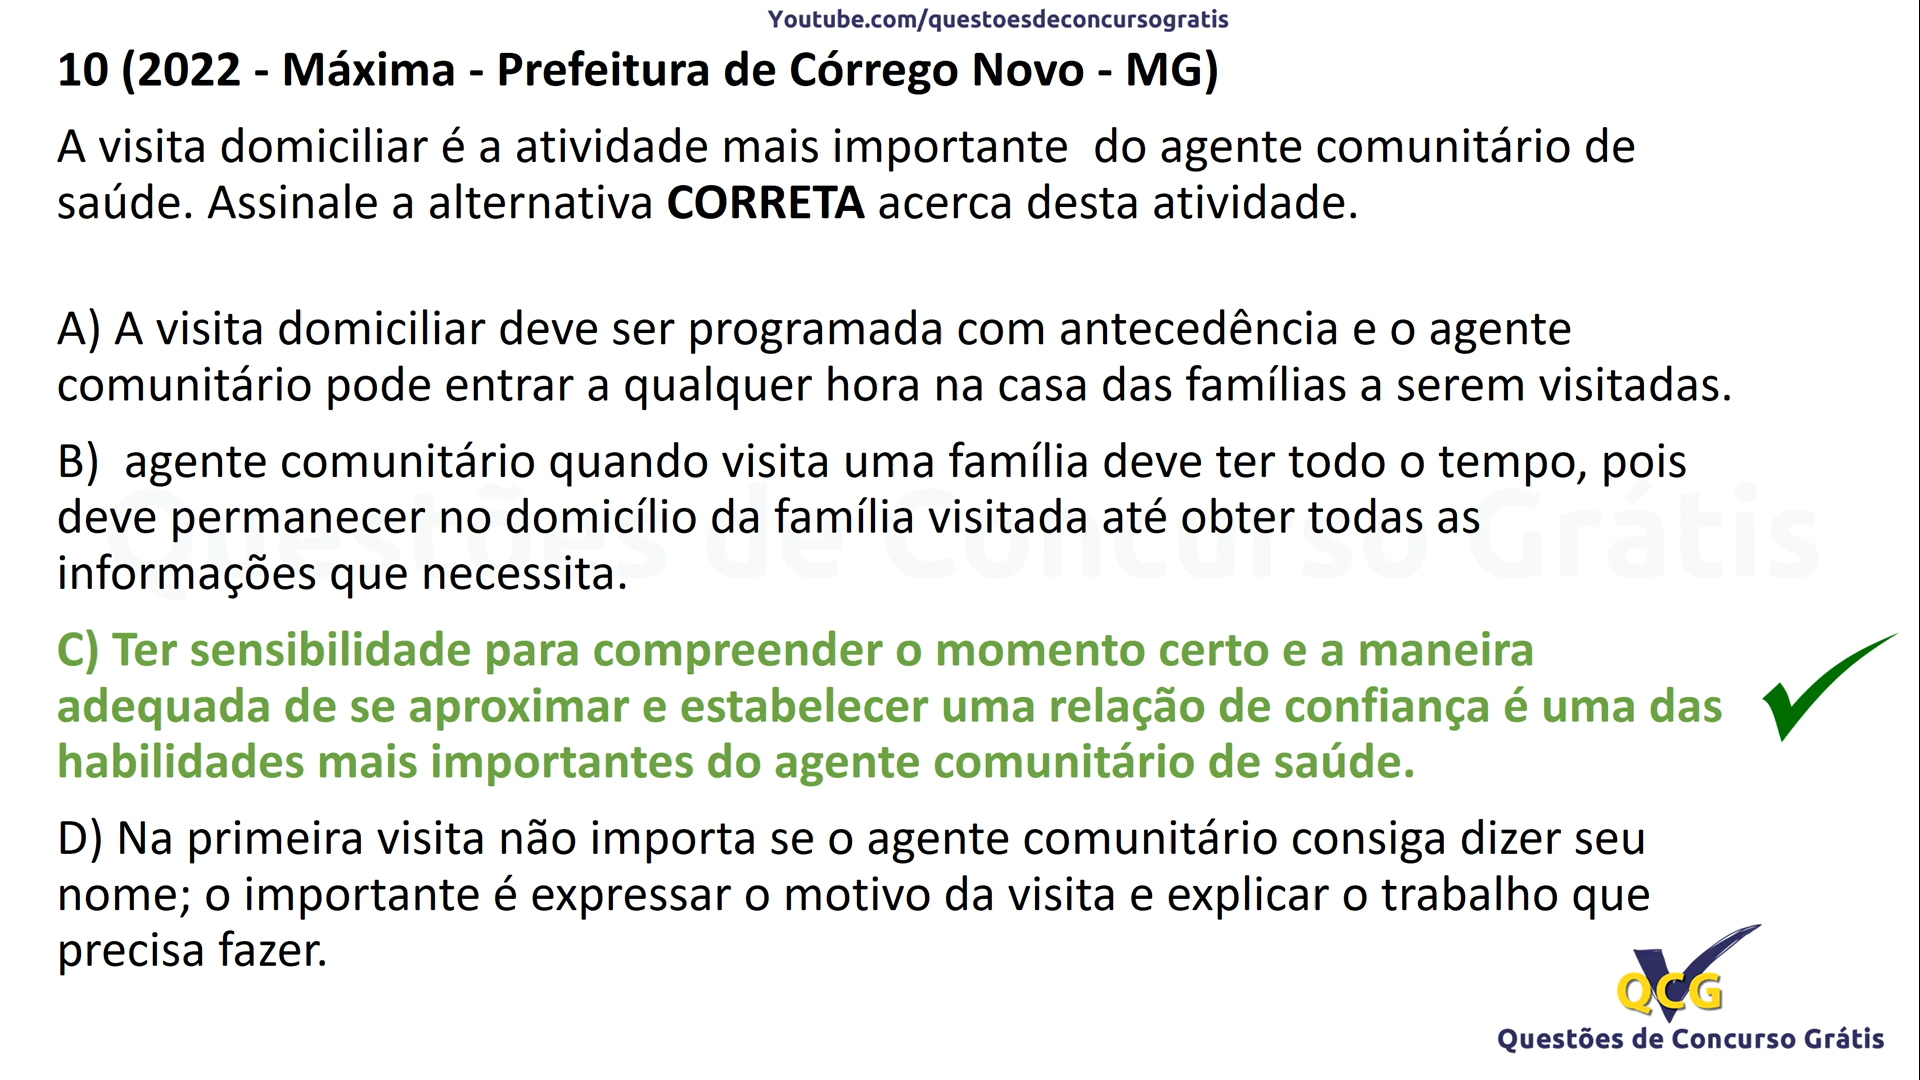 Youtube.com/questoesdeconcursogratis
10 (2022 - Máxima - Prefeitura de Córrego Novo - MG)
A visita domiciliar é a atividade mais importante  do agente comunitário de
saúde. Assinale a alternativa CORRETA acerca desta atividade.
A) A visita domiciliar deve ser programada com antecedência e o agente
comunitário pode entrar a qualquer hora na casa das famílias a serem visitadas.
B)  agente comunitário quando visita uma família deve ter todo o tempo, pois
deve permanecer no domicílio da família visitada até obter todas as
informações que necessita.
Questões de Concurso Grátis
C) Ter sensibilidade para compreender o momento certo e a maneira
adequada de se aproximar e estabelecer uma relação de confiança é uma das
habilidades mais importantes do agente comunitário de saúde.
D) Na primeira visita não importa se o agente comunitário consiga dizer seu
nome; o importante é expressar o motivo da visita e explicar o trabalho que
precisa fazer.
QCG
Questões de Concurso Grátis